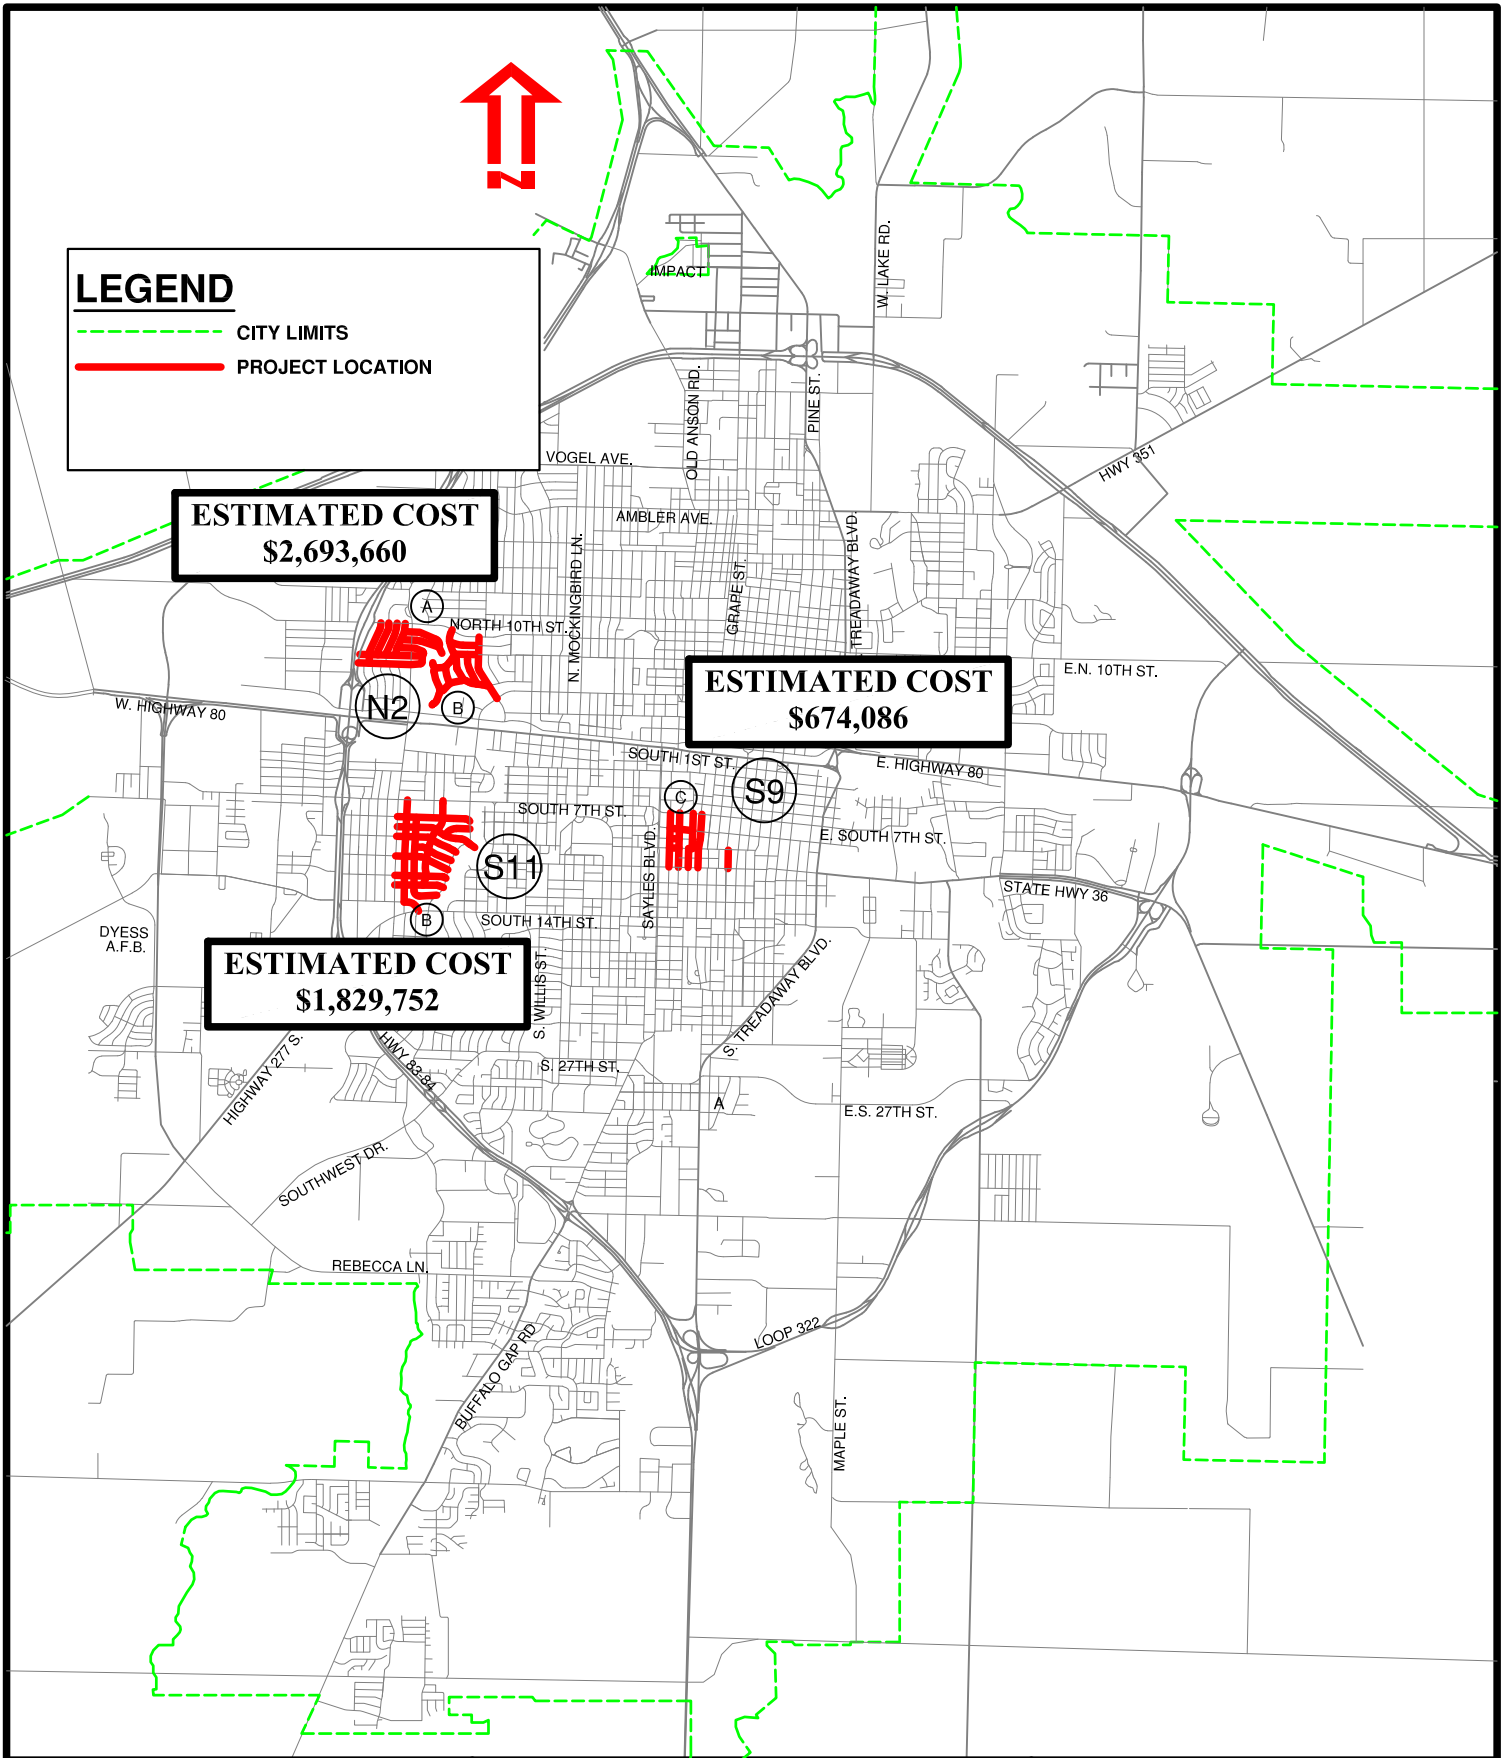 N
IMPACT
W. LAKE RD.
LEGEND
CITY LIMITS
PROJECT LOCATION
OLD ANSON RD.
PINE ST.
VOGEL AVE.
HWY 351
AMBLER AVE.
ESTIMATED COST
$2,693,660
N. MOCKINGBIRD LN.
GRAPE ST.
TREADAWAY BLVD.
A
NORTH 10TH ST.
E.N. 10TH ST.
ESTIMATED COST
$674,086
W. HIGHWAY 80
N2
B
SOUTH 1ST ST.
E. HIGHWAY 80
S9
C
SOUTH 7TH ST.
E. SOUTH 7TH ST.
SAYLES BLVD.
S11
STATE HWY 36
B
SOUTH 14TH ST.
DYESS
A.F.B.
ESTIMATED COST
$1,829,752
S. WILLIS ST.
S. TREADAWAY BLVD.
HIGHWAY 277 S.
HWY 83-84
S. 27TH ST.
A
E.S. 27TH ST.
SOUTHWEST DR.
REBECCA LN.
LOOP 322
BUFFALO GAP RD
MAPLE ST.